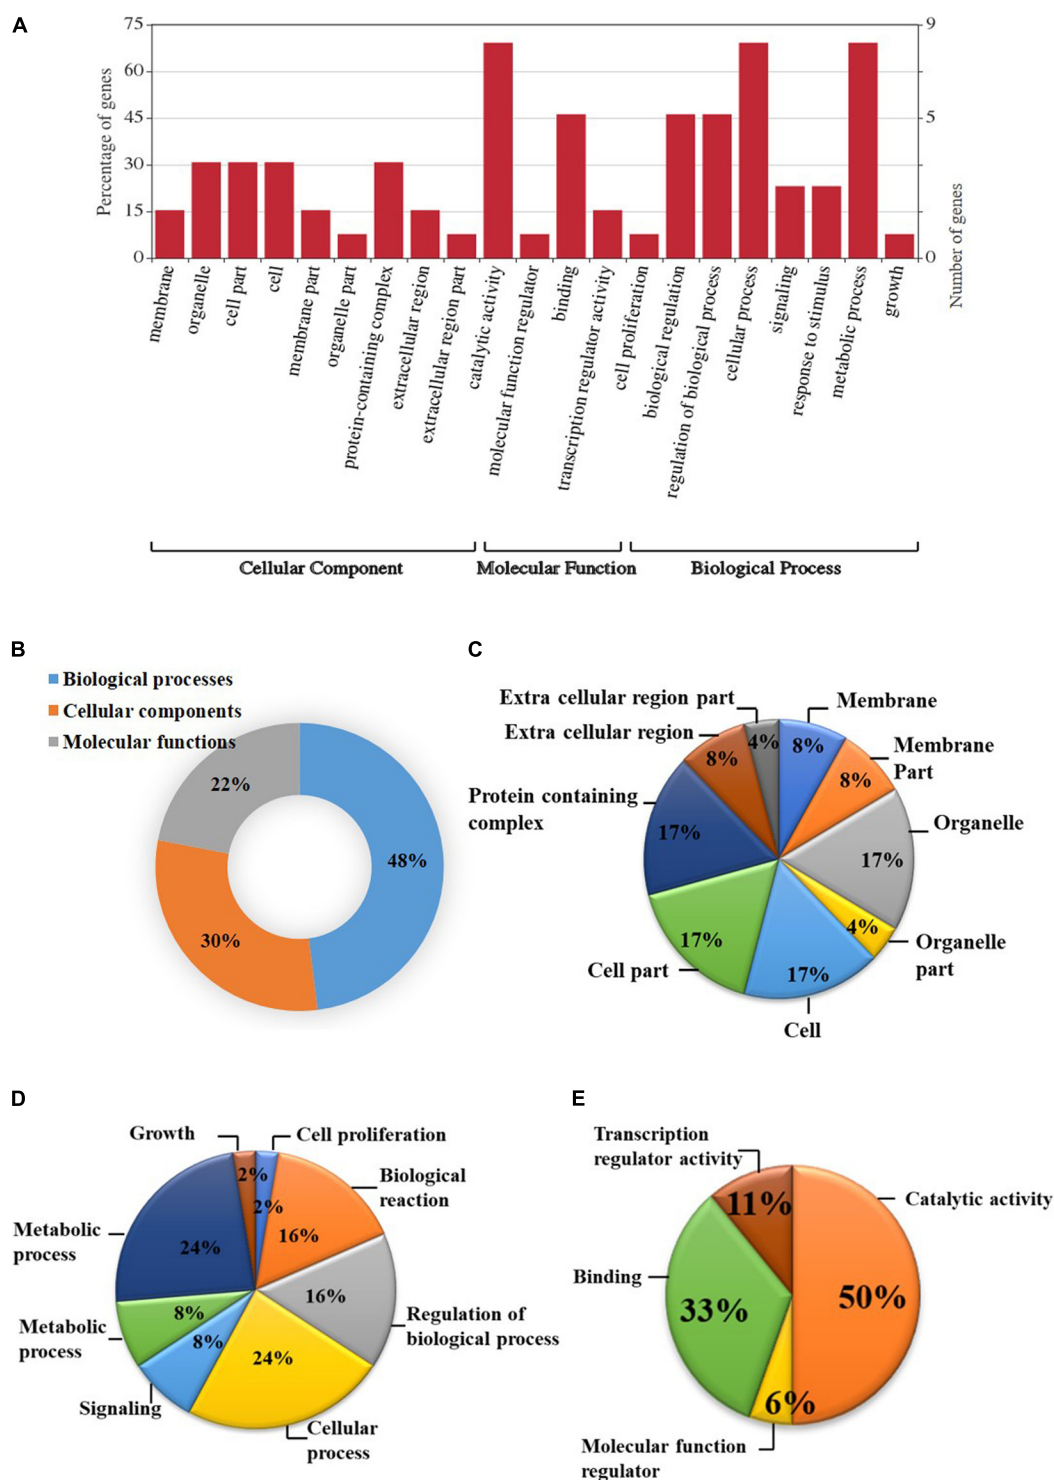 A
75
60
45
30
15
0
Percentage of genes
9
5
0
Number of genes
membrane
organelle
cell part
cell
membrane part
organelle part
protein-containing complex
extracellular region
extracellular region part
catalytic activity
molecular function regulator
binding
transcription regulator activity
cell proliferation
biological regulation
regulation of biological process
cellular process
signaling
response to stimulus
metabolic process
growth
Cellular Component
Molecular Function
Biological Process
B
Biological processes
Cellular components
Molecular functions
22%
48%
30%
C
Extra cellular region part
Membrane
Extra cellular region
Membrane
Part
Protein containing
complex
Organelle
Organelle
part
Cell part
Cell
4%
8%
8%
8%
17%
17%
4%
17%
17%
D
Growth
Cell proliferation
Biological
reaction
Metabolic
process
Regulation of
biological process
Metabolic
process
Signaling
Cellular
process
2%
2%
16%
24%
16%
8%
8%
24%
E
Transcription
regulator activity
Catalytic activity
Binding
Molecular function
regulator
11%
50%
33%
6%